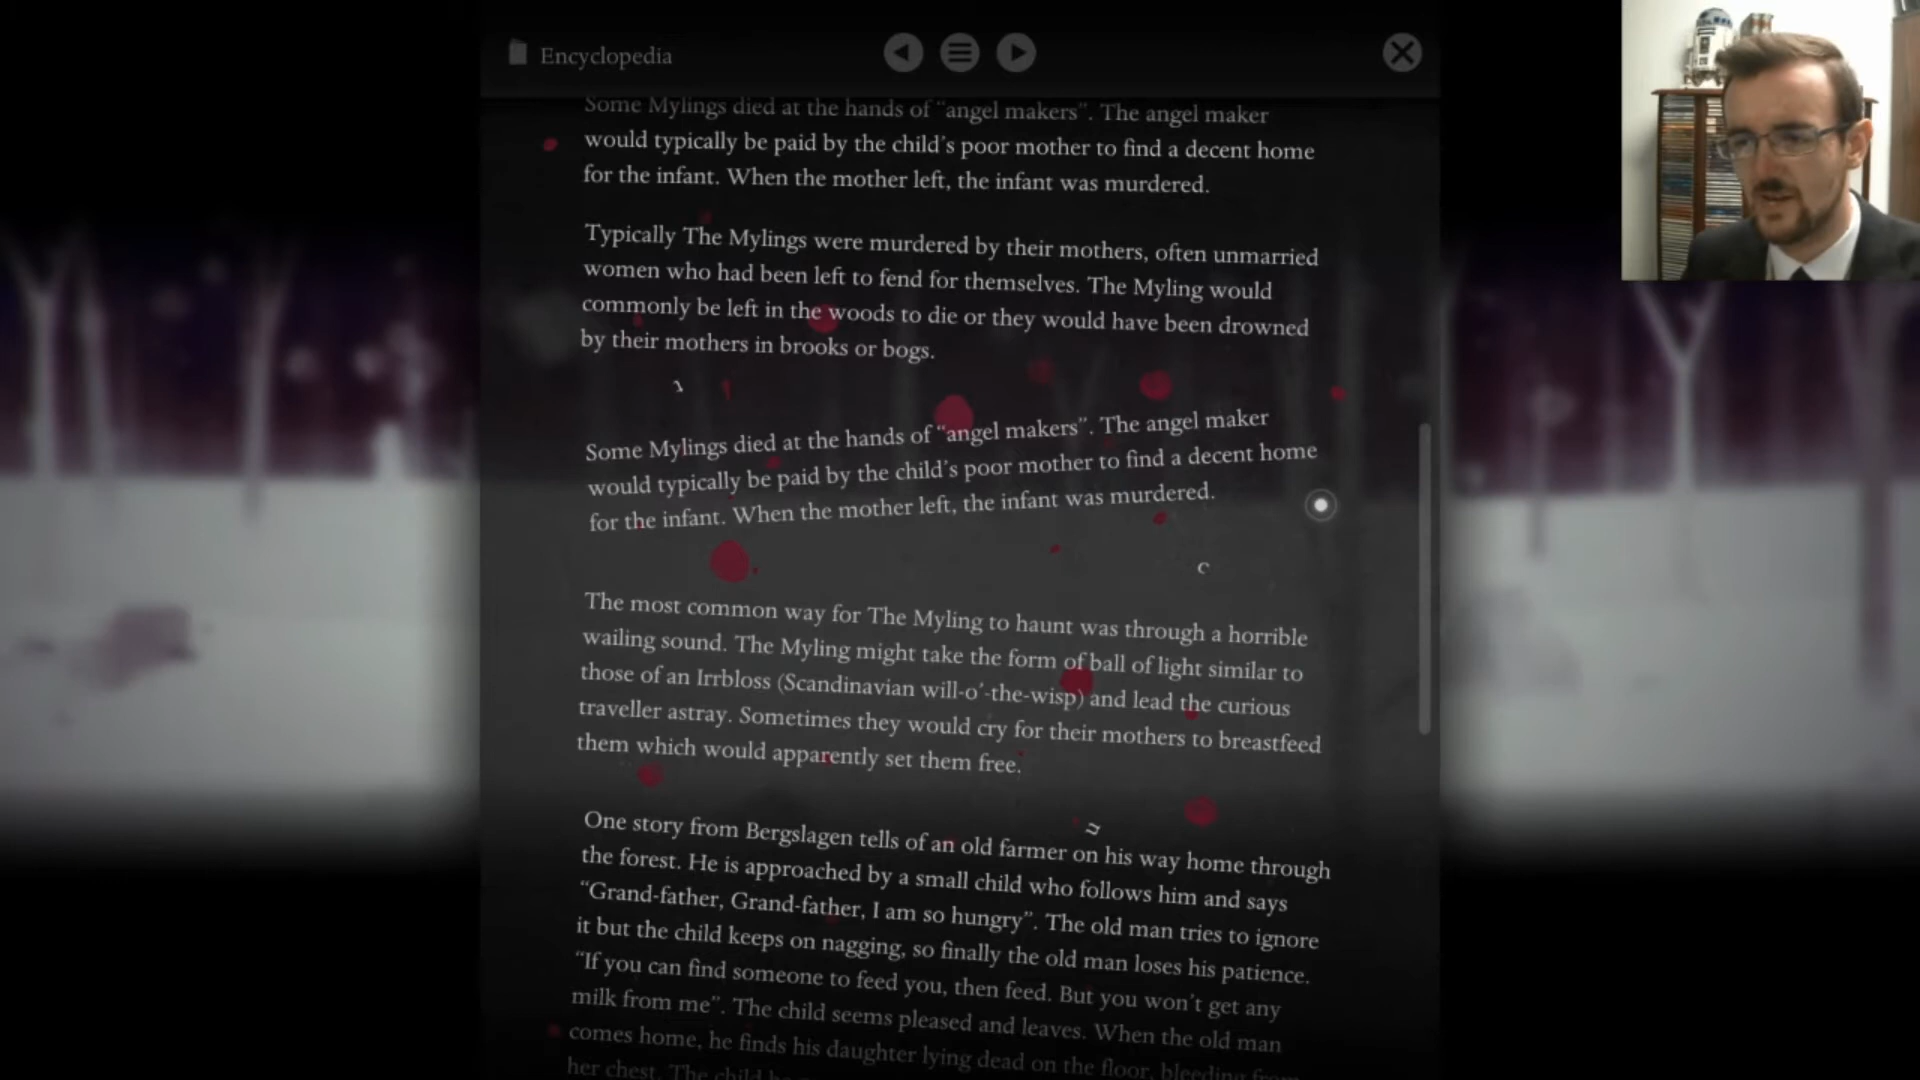 Encyclopedia
Some Mylings died at the hands of “angel makers”. The angel maker
would typically be paid by the child’s poor mother to find a decent home
for the infant. When the mother left, the infant was murdered.
Typically The Mylings were murdered by their mothers, often unmarried
women who had been left to fend for themselves. The Myling would
commonly be left in the woods to die or they would have been drowned
by their mothers in brooks or bogs.
Some Mylings died at the hands of “angel makers”. The angel maker
would typically be paid by the child’s poor mother to find a decent home
for the infant. When the mother left, the infant was murdered.
The most common way for The Myling to haunt was through a horrible
wailing sound. The Myling might take the form of ball of light similar to
those of an Irrbloss (Scandinavian will-o’-the-wisp) and lead the curious
traveller astray. Sometimes they would cry for their mothers to breastfeed
them which would apparently set them free.
One story from Bergslagen tells of an old farmer on his way home through
the forest. He is approached by a small child who follows him and says
“Grand-father, Grand-father, I am so hungry”. The old man tries to ignore
it but the child keeps on nagging, so finally the old man loses his patience.
“If you can find someone to feed you, then feed. But you won’t get any
milk from me”. The child seems pleased and leaves. When the old man
comes home, he finds his daughter lying dead on the floor, bleeding from
her chest. The child